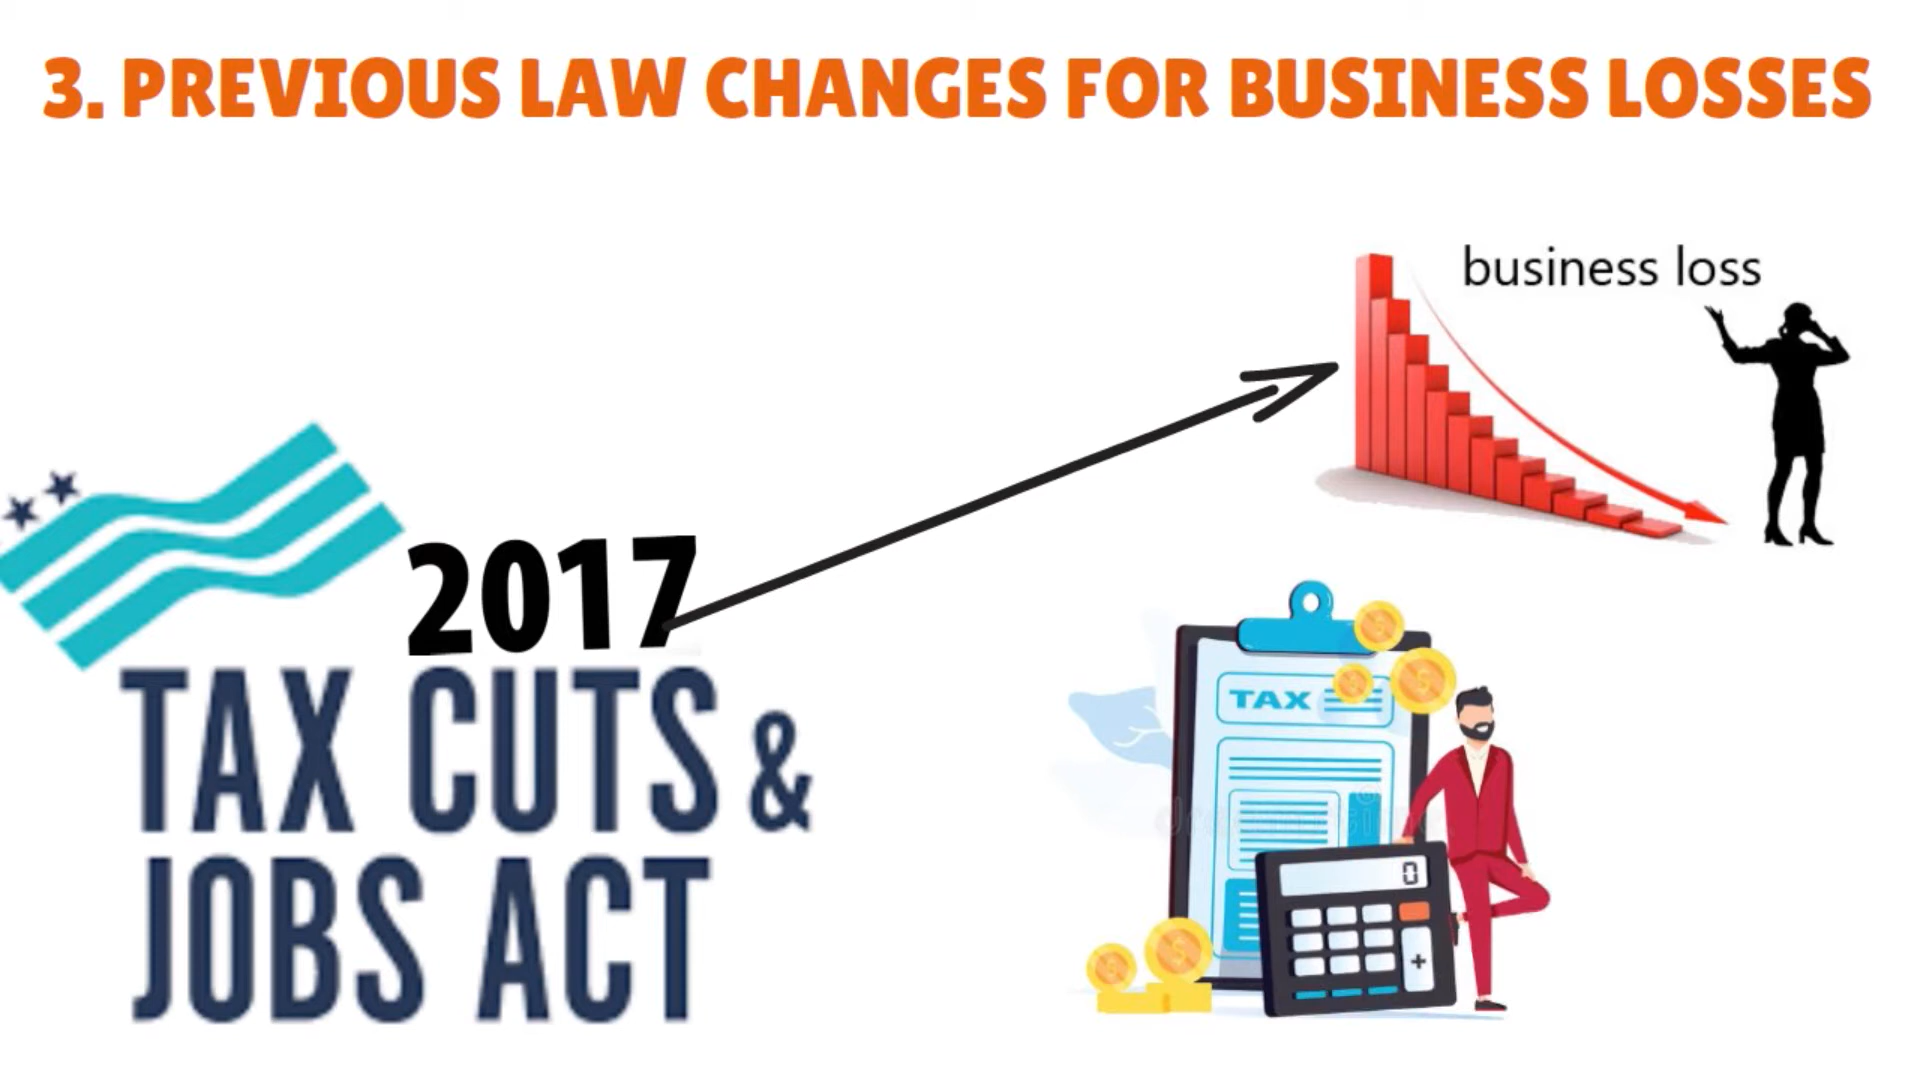 3. PREVIOUS LAW CHANGES FOR BUSINESS LOSSES
business loss
2017
TAX CUTS &
JOBS ACT
TAX
0
+